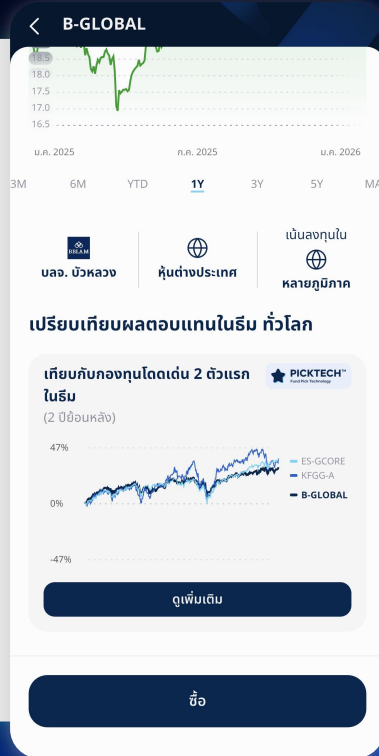 B-GLOBAL
18.5
18.0
17.5
17.0
16.5
ม.ค. 2025 ก.ค. 2025 ม.ค. 2026
3M 6M YTD 1Y 3Y 5Y MA
เน้นลงทุนใน
BBLAM
บลจ. บัวหลวง หุ้นต่างประเทศ หลายภูมิภาค
เปรียบเทียบผลตอบแทนในธีม ทั่วโลก
เทียบกับกองทุนโดดเด่น 2 ตัวแรก
ในธีม
PICKTECH™
Fund Pick Technology
(2 ปีย้อนหลัง)
47%
ES-GCORE
KFGG-A
0% B-GLOBAL
-47%
ดูเพิ่มเติม
ซื้อ